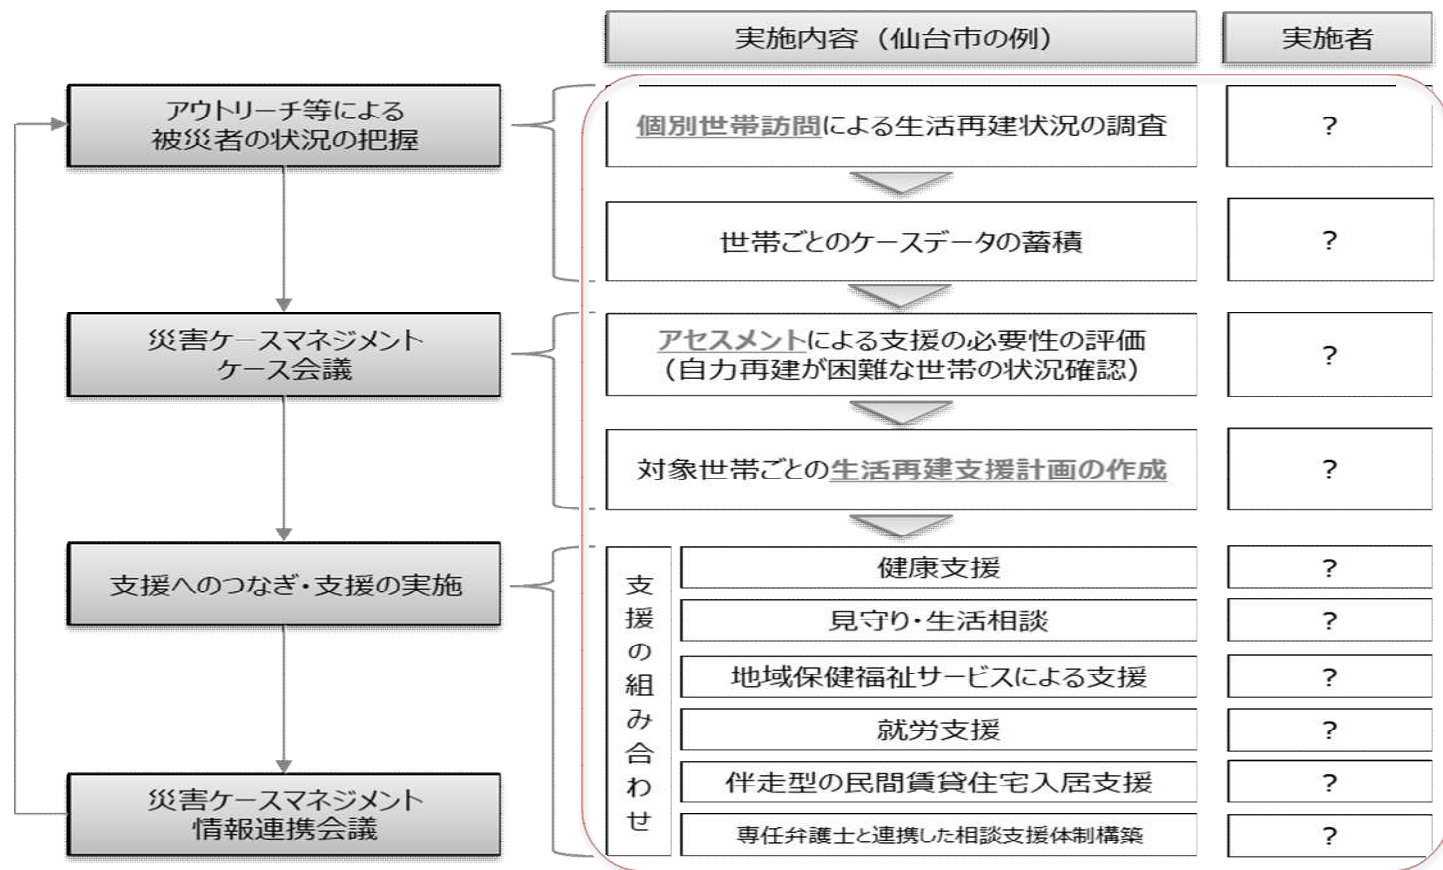 実施内容（仙台市の例）
実施者
アウトリーチ等による
被災者の状況の把握
個別世帯訪問による生活再建状況の調査
?
世帯ごとのケースデータの蓄積
?
災害ケースマネジメント
ケース会議
アセスメントによる支援の必要性の評価
（自力再建が困難な世帯の状況確認）
?
対象世帯ごとの生活再建支援計画の作成
?
支援へのつなぎ・支援の実施
支援の組み合わせ
健康支援
?
見守り・生活相談
?
地域保健福祉サービスによる支援
?
就労支援
?
伴走型の民間賃貸住宅入居支援
?
専任弁護士と連携した相談支援体制構築
?
災害ケースマネジメント
情報連携会議